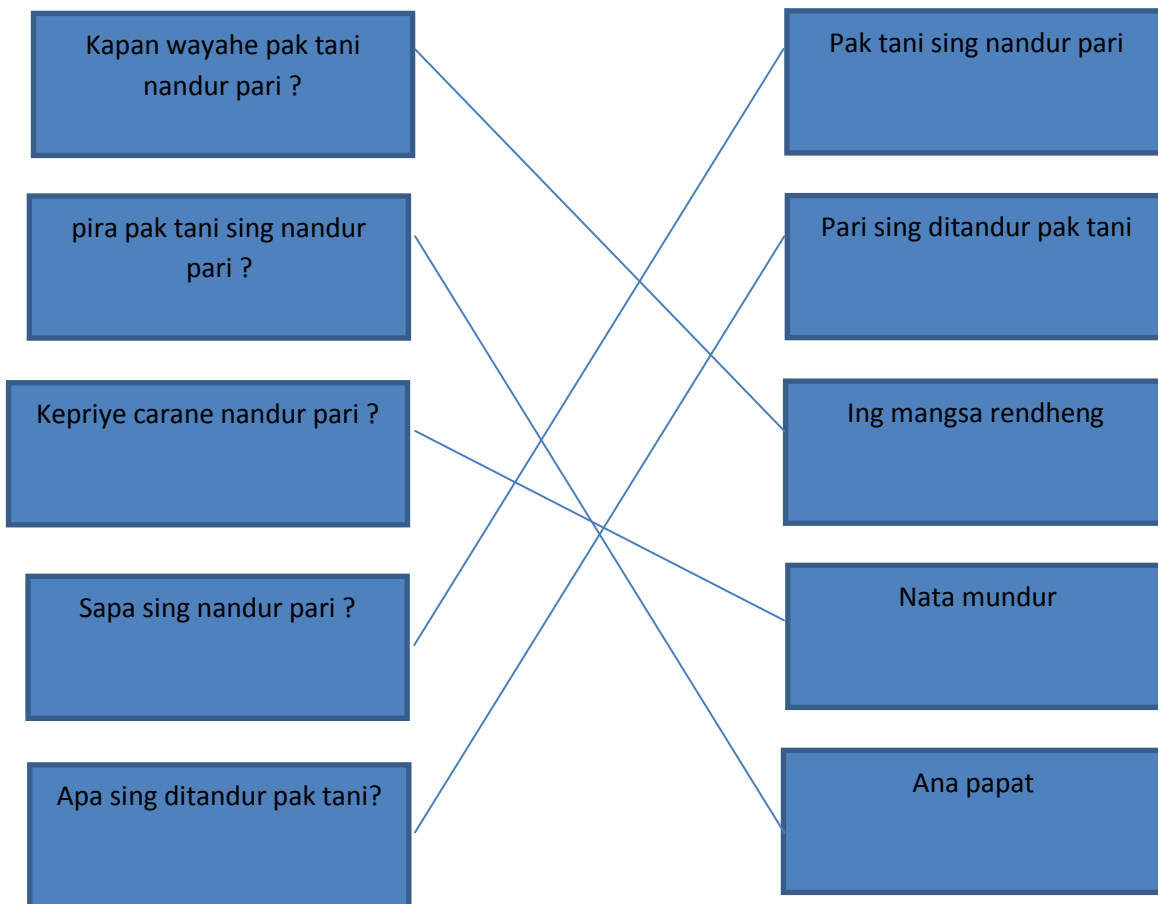 Kapan wayahe pak tani
nandur pari ?
pira pak tani sing nandur
pari ?
Kepriye carane nandur pari ?
Sapa sing nandur pari ?
Apa sing ditandur pak tani?
Pak tani sing nandur pari
Pari sing ditandur pak tani
Ing mangsa rendheng
Nata mundur
Ana papat